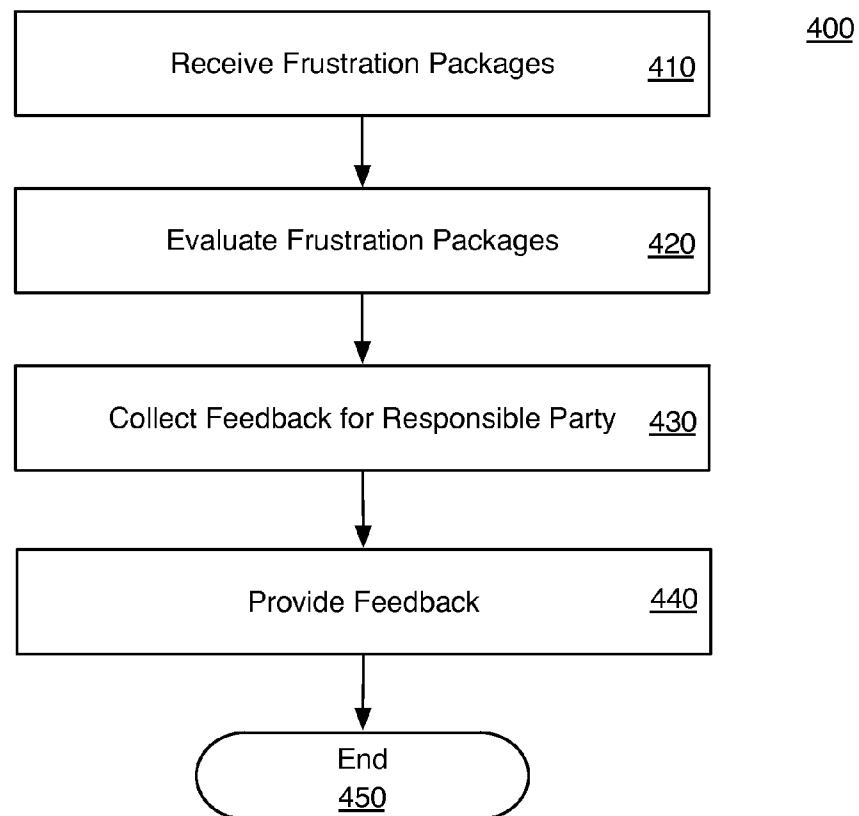 400
Receive Frustration Packages 410
Evaluate Frustration Packages 420
Collect Feedback for Responsible Party 430
Provide Feedback 440
End
450